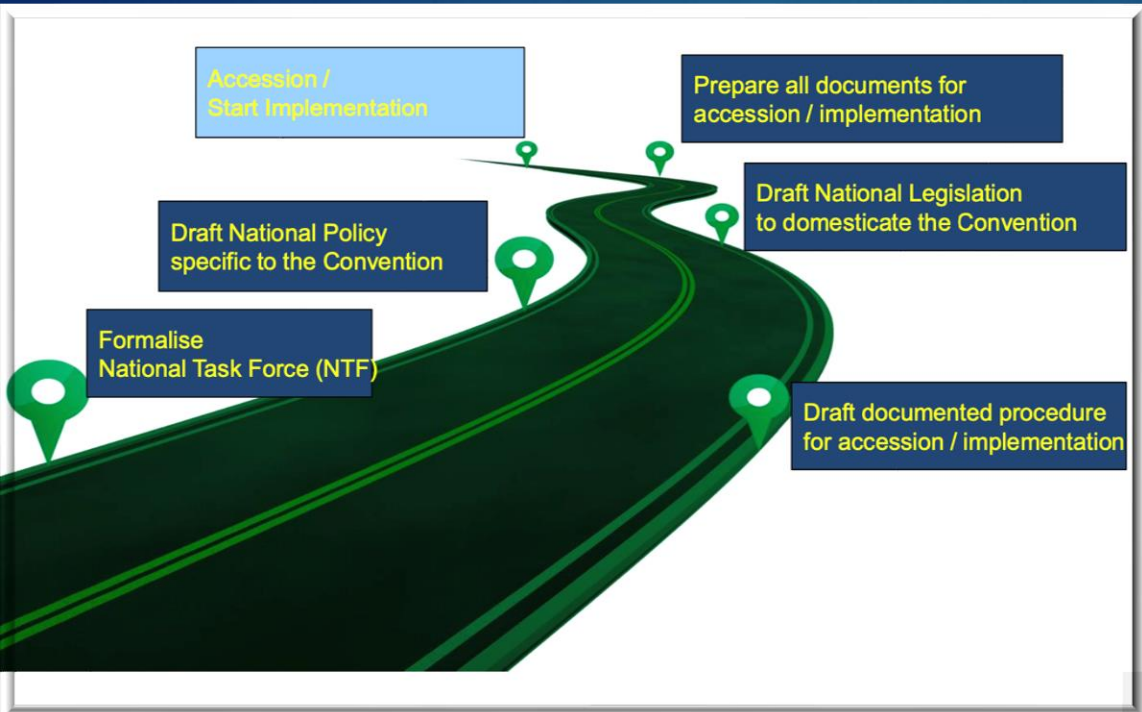 Accession /
Start Implementation
Prepare all documents for
accession / implementation
Draft National Legislation
to domesticate the Convention
Draft National Policy
specific to the Convention
Formalise
National Task Force (NTF)
Draft documented procedure
for accession / implementation